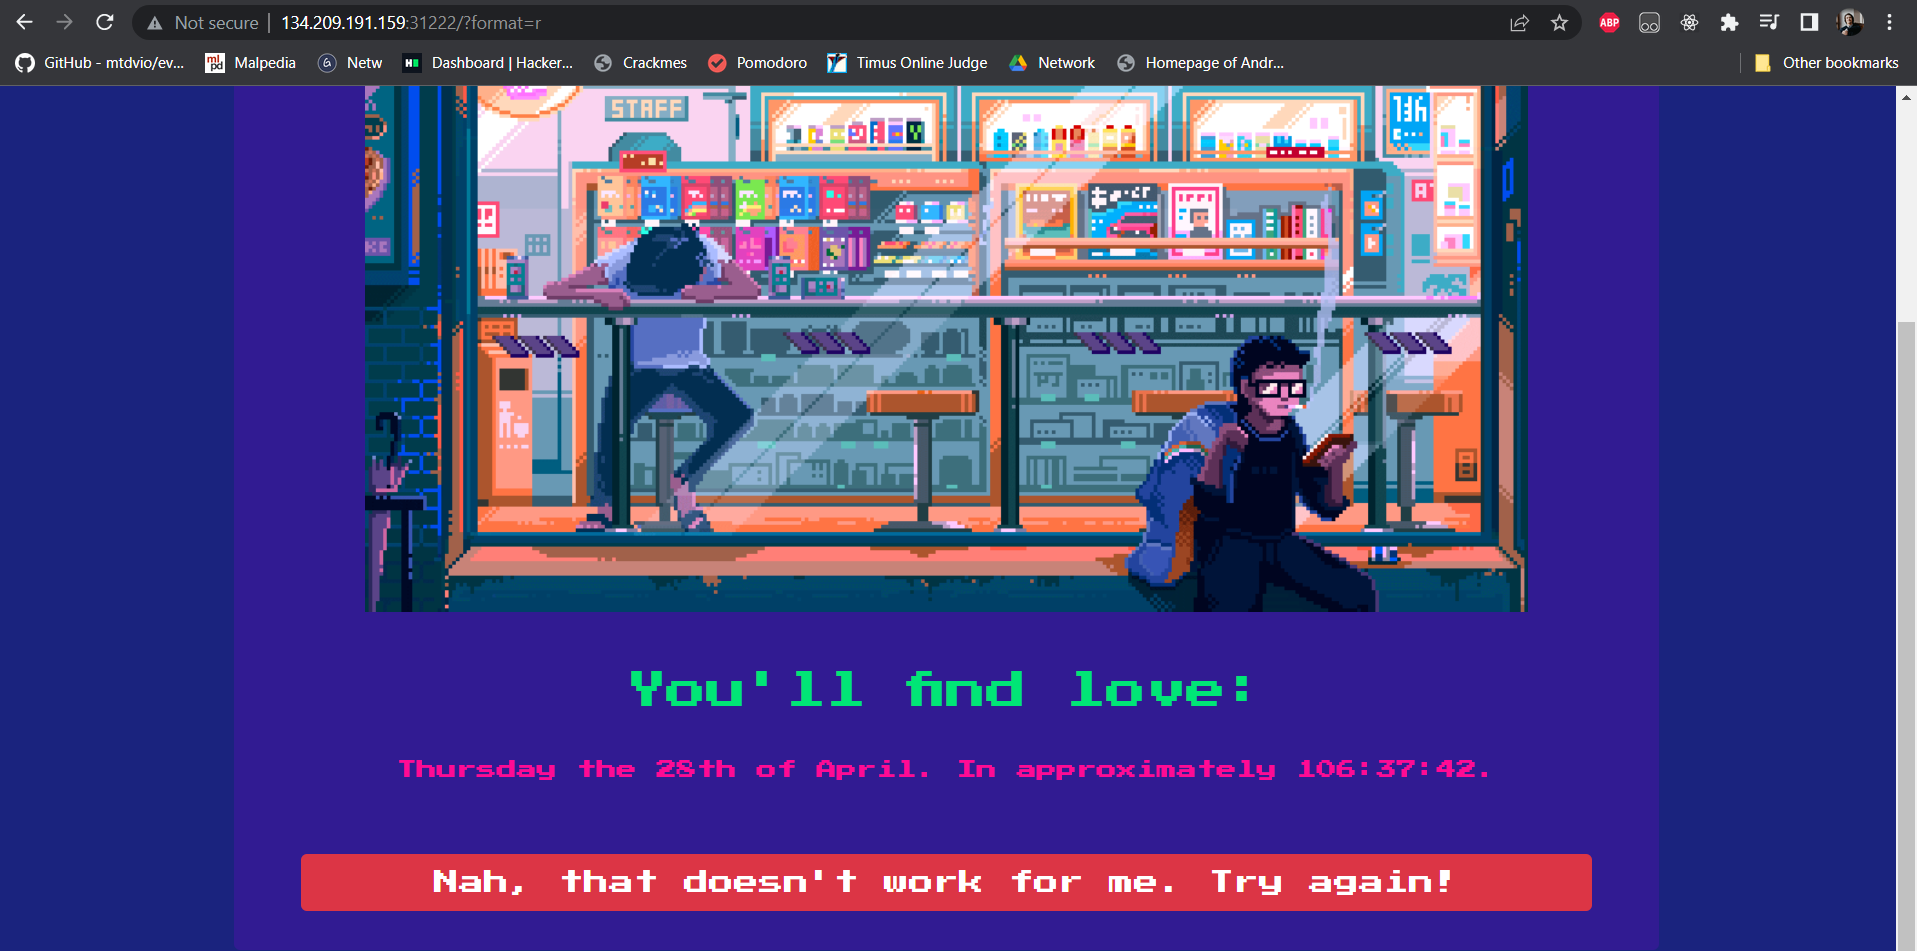 Not secure
134.209.191.159:31222/?format=r
ABP
GitHub - mtdvio/ev...
Malpedia
Netw
Dashboard | Hacker...
Crackmes
Pomodoro
Timus Online Judge
Network
Homepage of Andr...
Other bookmarks
STAFF
You'll find love:
Thursday the 28th of April. In approximately 106:37:42.
Nah, that doesn't work for me. Try again!